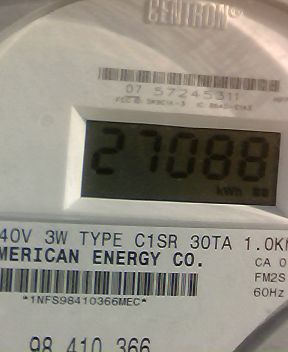 CENTRON®
07 57245311
27088
kWh
40V 3W TYPE C1SR 30TA 1.0K
MERICAN ENERGY CO.
CA 0
FM2S
*1NFS98410366MEC*
60Hz
98 410 366